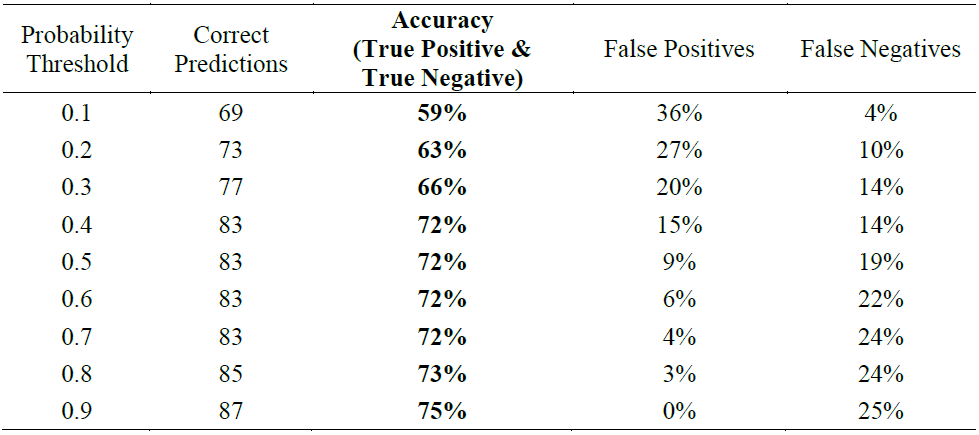 Probability Threshold Correct Predictions Accuracy (True Positive & True Negative) False Positives False Negatives
0.1 69 59% 36% 4%
0.2 73 63% 27% 10%
0.3 77 66% 20% 14%
0.4 83 72% 15% 14%
0.5 83 72% 9% 19%
0.6 83 72% 6% 22%
0.7 83 72% 4% 24%
0.8 85 73% 3% 24%
0.9 87 75% 0% 25%